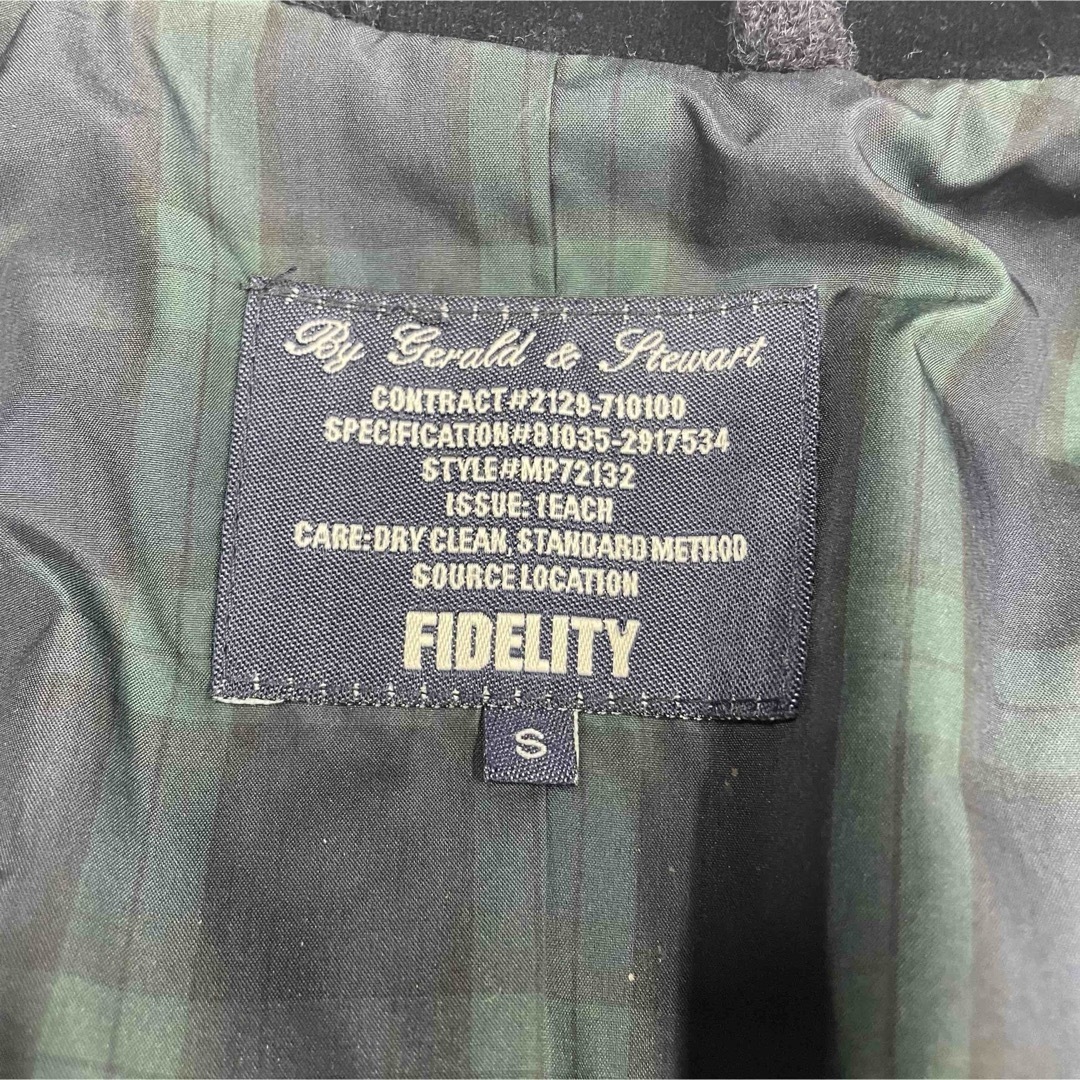 By Gerald & Stewart
CONTRACT#2129-710100
SPECIFICATION#81035-2917534
STYLE#MP72132
ISSUE: 1EACH
CARE: DRY CLEAN, STANDARD METHOD
SOURCE LOCATION
FIDELITY
S